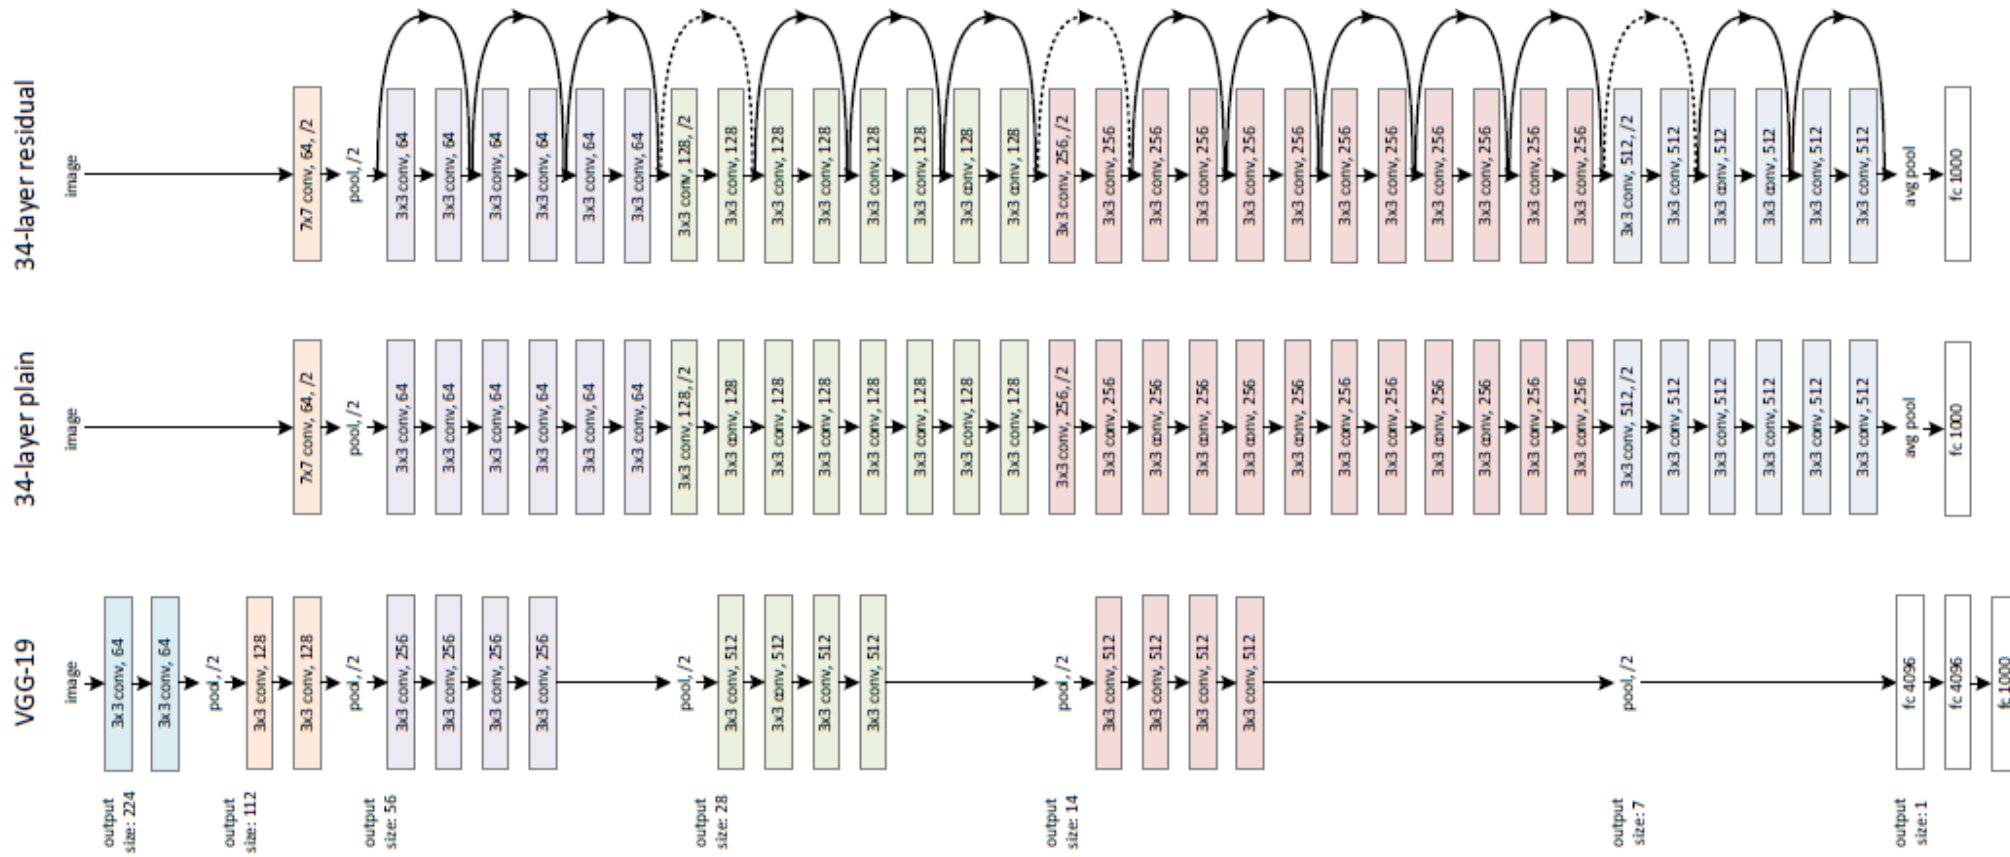 34-layer residual
image
7x7 conv, 64, /2
pool, /2
3x3 conv, 64
3x3 conv, 64
3x3 conv, 64
3x3 conv, 64
3x3 conv, 64
3x3 conv, 64
3x3 conv, 128, /2
3x3 conv, 128
3x3 conv, 128
3x3 conv, 128
3x3 conv, 128
3x3 conv, 128
3x3 conv, 128
3x3 conv, 128
3x3 conv, 256, /2
3x3 conv, 256
3x3 conv, 256
3x3 conv, 256
3x3 conv, 256
3x3 conv, 256
3x3 conv, 256
3x3 conv, 256
3x3 conv, 256
3x3 conv, 256
3x3 conv, 256
3x3 conv, 256
3x3 conv, 512, /2
3x3 conv, 512
3x3 conv, 512
3x3 conv, 512
3x3 conv, 512
3x3 conv, 512
avg pool
fc 1000
34-layer plain
image
7x7 conv, 64, /2
pool, /2
3x3 conv, 64
3x3 conv, 64
3x3 conv, 64
3x3 conv, 64
3x3 conv, 64
3x3 conv, 64
3x3 conv, 128, /2
3x3 conv, 128
3x3 conv, 128
3x3 conv, 128
3x3 conv, 128
3x3 conv, 128
3x3 conv, 128
3x3 conv, 128
3x3 conv, 256, /2
3x3 conv, 256
3x3 conv, 256
3x3 conv, 256
3x3 conv, 256
3x3 conv, 256
3x3 conv, 256
3x3 conv, 256
3x3 conv, 256
3x3 conv, 256
3x3 conv, 256
3x3 conv, 256
3x3 conv, 512, /2
3x3 conv, 512
3x3 conv, 512
3x3 conv, 512
3x3 conv, 512
3x3 conv, 512
avg pool
fc 1000
VGG-19
image
3x3 conv, 64
3x3 conv, 64
pool, /2
3x3 conv, 128
3x3 conv, 128
pool, /2
3x3 conv, 256
3x3 conv, 256
3x3 conv, 256
3x3 conv, 256
pool, /2
3x3 conv, 512
3x3 conv, 512
3x3 conv, 512
3x3 conv, 512
pool, /2
3x3 conv, 512
3x3 conv, 512
3x3 conv, 512
3x3 conv, 512
pool, /2
fc 4096
fc 4096
fc 1000
output
size: 224
output
size: 112
output
size: 56
output
size: 28
output
size: 14
output
size: 7
output
size: 1